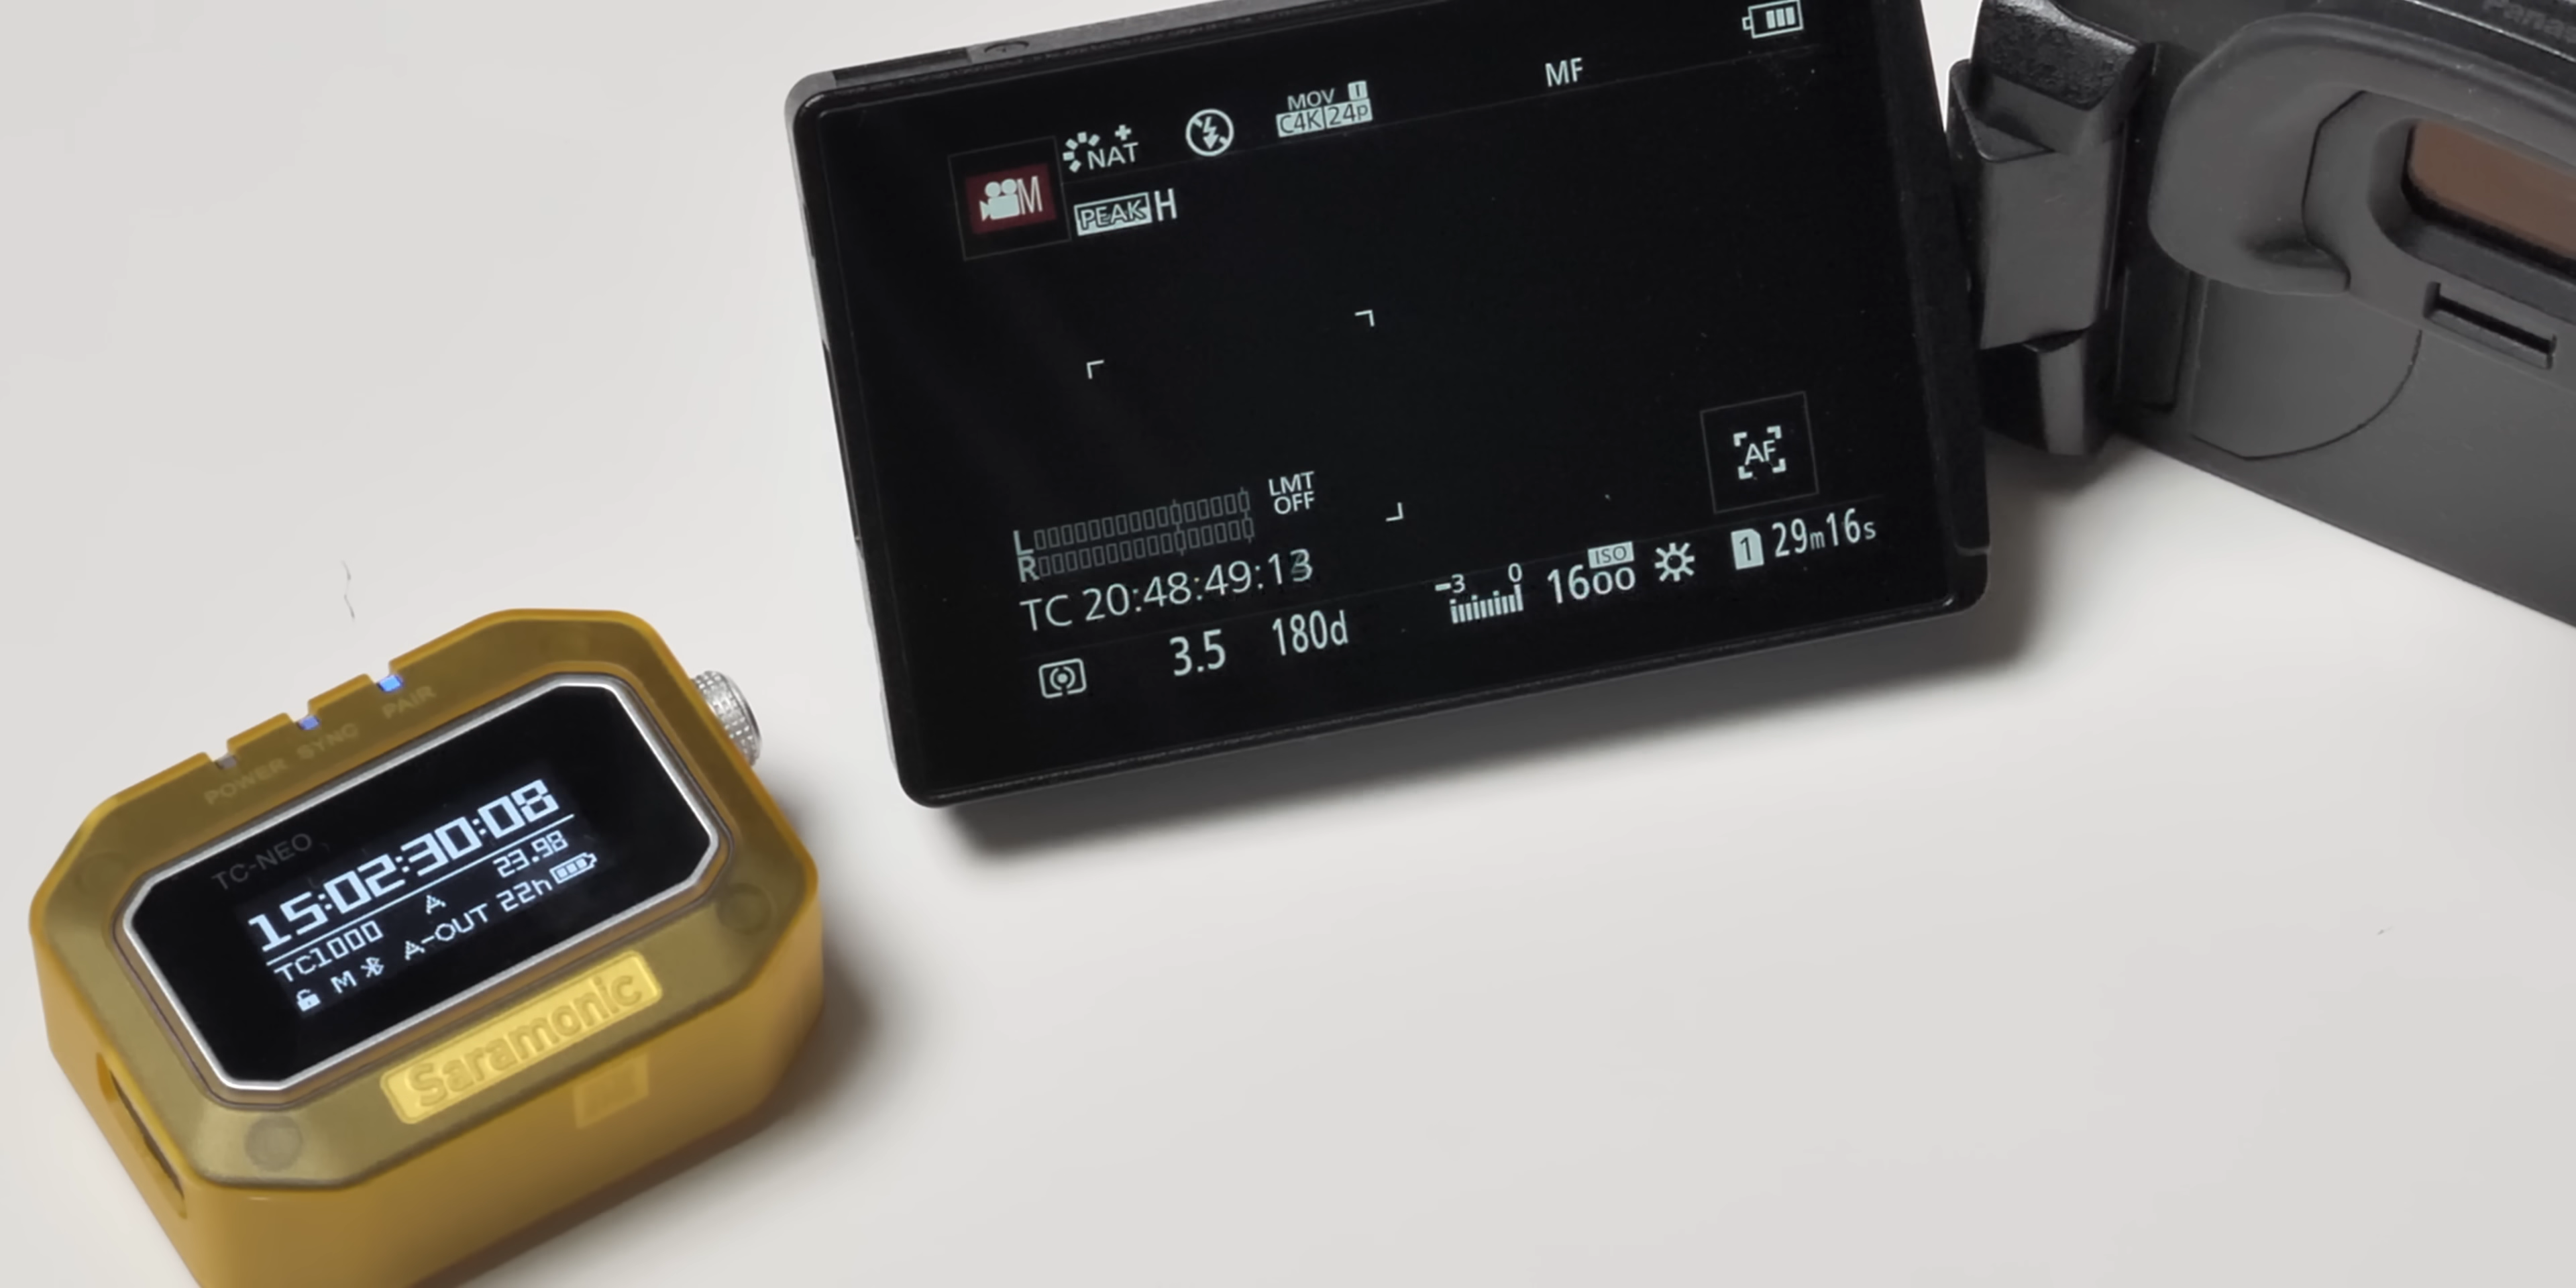 MF
MOV I
C4K 24p
NAT
M
PEAK H
AF
LMT
OFF
L
R
TC 20:48:49:13
-3 0
ISO
1600
1 29m16s
3.5 180d
PAIR
SYNC
POWER
TC-NEO
15:02:30:08
TC1000 A 23.98
M A-OUT 22h
Saramonic